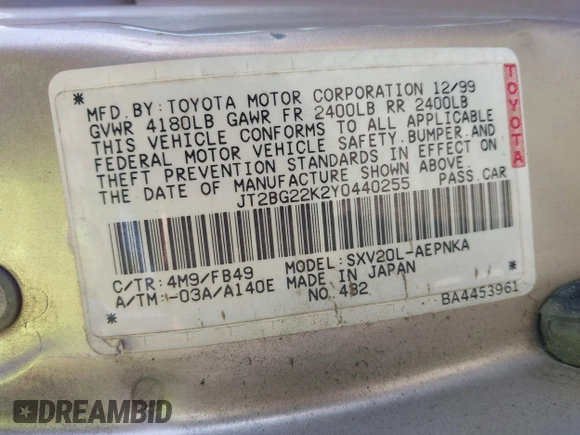 MFD.BY:TOYOTA MOTOR CORPORATION 12/99
GVWR 4180LB GAWR FR 2400LB RR 2400LB
THIS VEHICLE CONFORMS TO ALL APPLICABLE
FEDERAL MOTOR VEHICLE SAFETY,BUMPER,AND
THEFT PREVENTION STANDARDS IN EFFECT ON
THE DATE OF MANUFACTURE SHOWN ABOVE.
JT2BG22K2Y0440255 PASS.CAR
C/TR:4M9/FB49 MODEL:SXV20L-AEPNKA
A/TM:-03A/A140E MADE IN JAPAN
NO.432 BA4453961
TOYOTA
DREAMBID